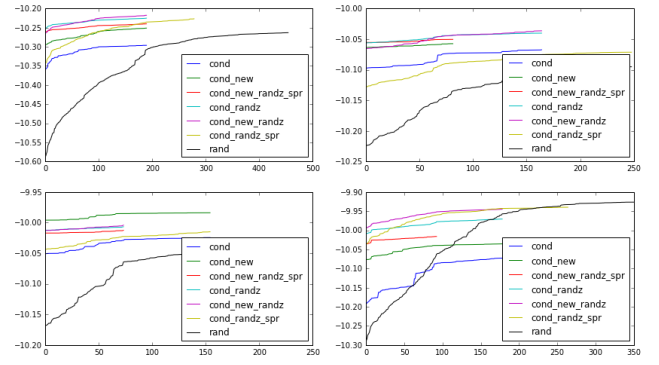 −10.20
−10.25
−10.30
−10.35
−10.40
−10.45
−10.50
−10.55
−10.60
0 100 200 300 400 500
cond
cond_new
cond_new_randz_spr
cond_randz
cond_new_randz
cond_randz_spr
rand
−10.00
−10.05
−10.10
−10.15
−10.20
−10.25
0 50 100 150 200 250
cond
cond_new
cond_new_randz_spr
cond_randz
cond_new_randz
cond_randz_spr
rand
−9.95
−10.00
−10.05
−10.10
−10.15
−10.20
0 50 100 150 200 250
cond
cond_new
cond_new_randz_spr
cond_randz
cond_new_randz
cond_randz_spr
rand
−9.90
−9.95
−10.00
−10.05
−10.10
−10.15
−10.20
−10.25
−10.30
0 50 100 150 200 250 300 350
cond
cond_new
cond_new_randz_spr
cond_randz
cond_new_randz
cond_randz_spr
rand